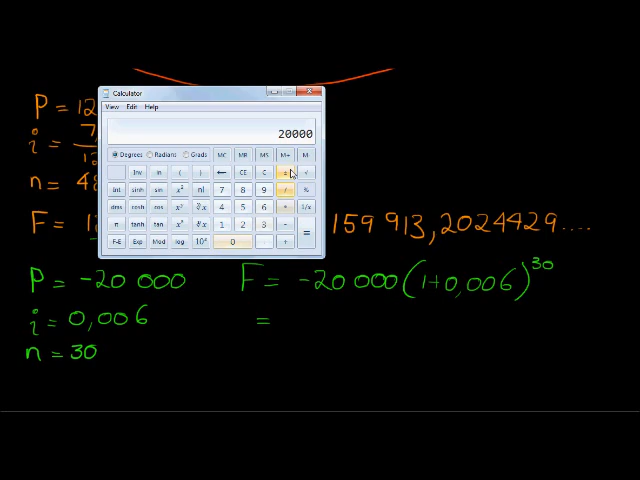 Calculator
View Edit Help
20000
Degrees Radians Grads MC MR MS M+ M-
Inv ln ( ) ← CE C ± √
Int sinh sin x² n! 7 8 9 / %
dms cosh cos xʸ 4 5 6 * 1/x
π tanh tan x³ 1 2 3 - =
F-E Exp Mod log 10ˣ 0 +
P = 12
i = 7,
12
n = 48
F = 159 913,2024429....
P = -20 000 F = -20 000(1+0,006)³⁰
i = 0,006 =
n = 30